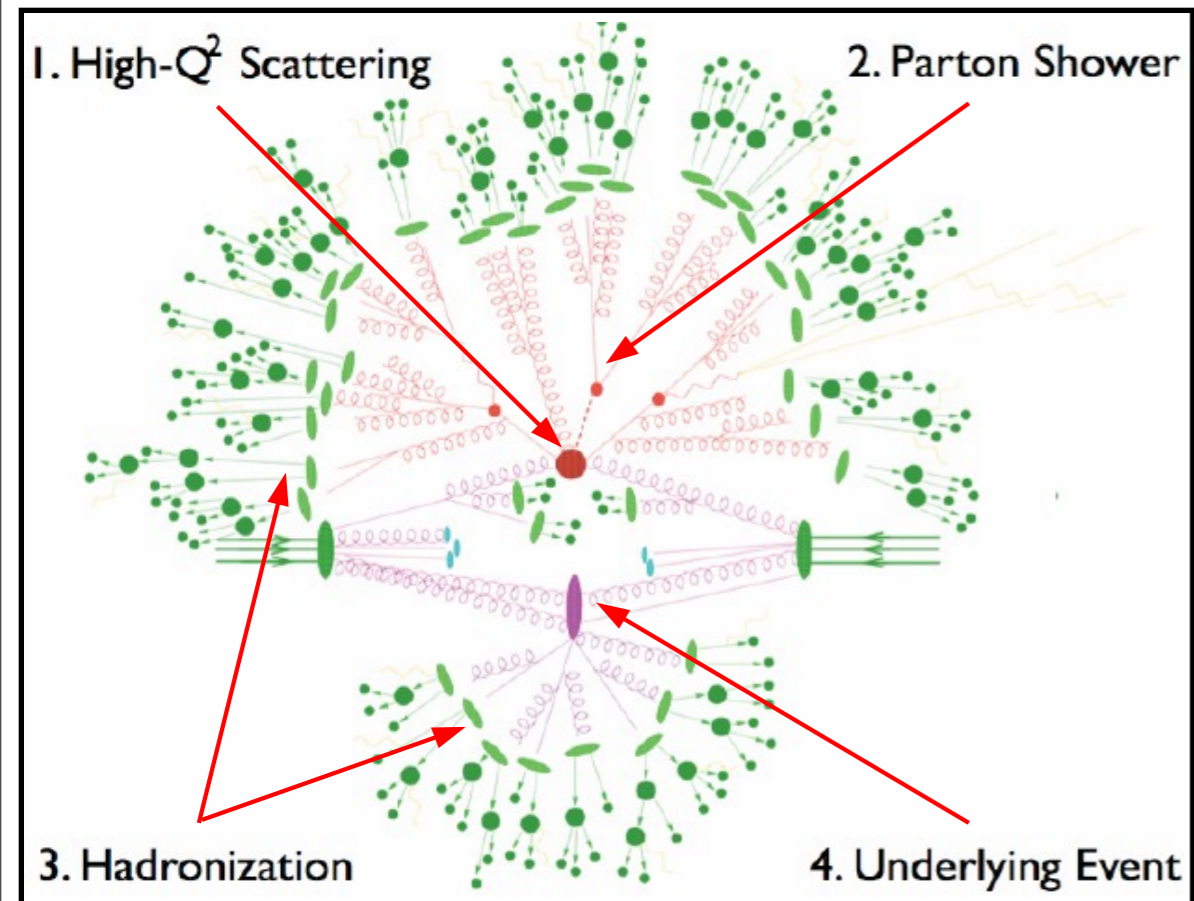 1. High-Q² Scattering
2. Parton Shower
3. Hadronization
4. Underlying Event